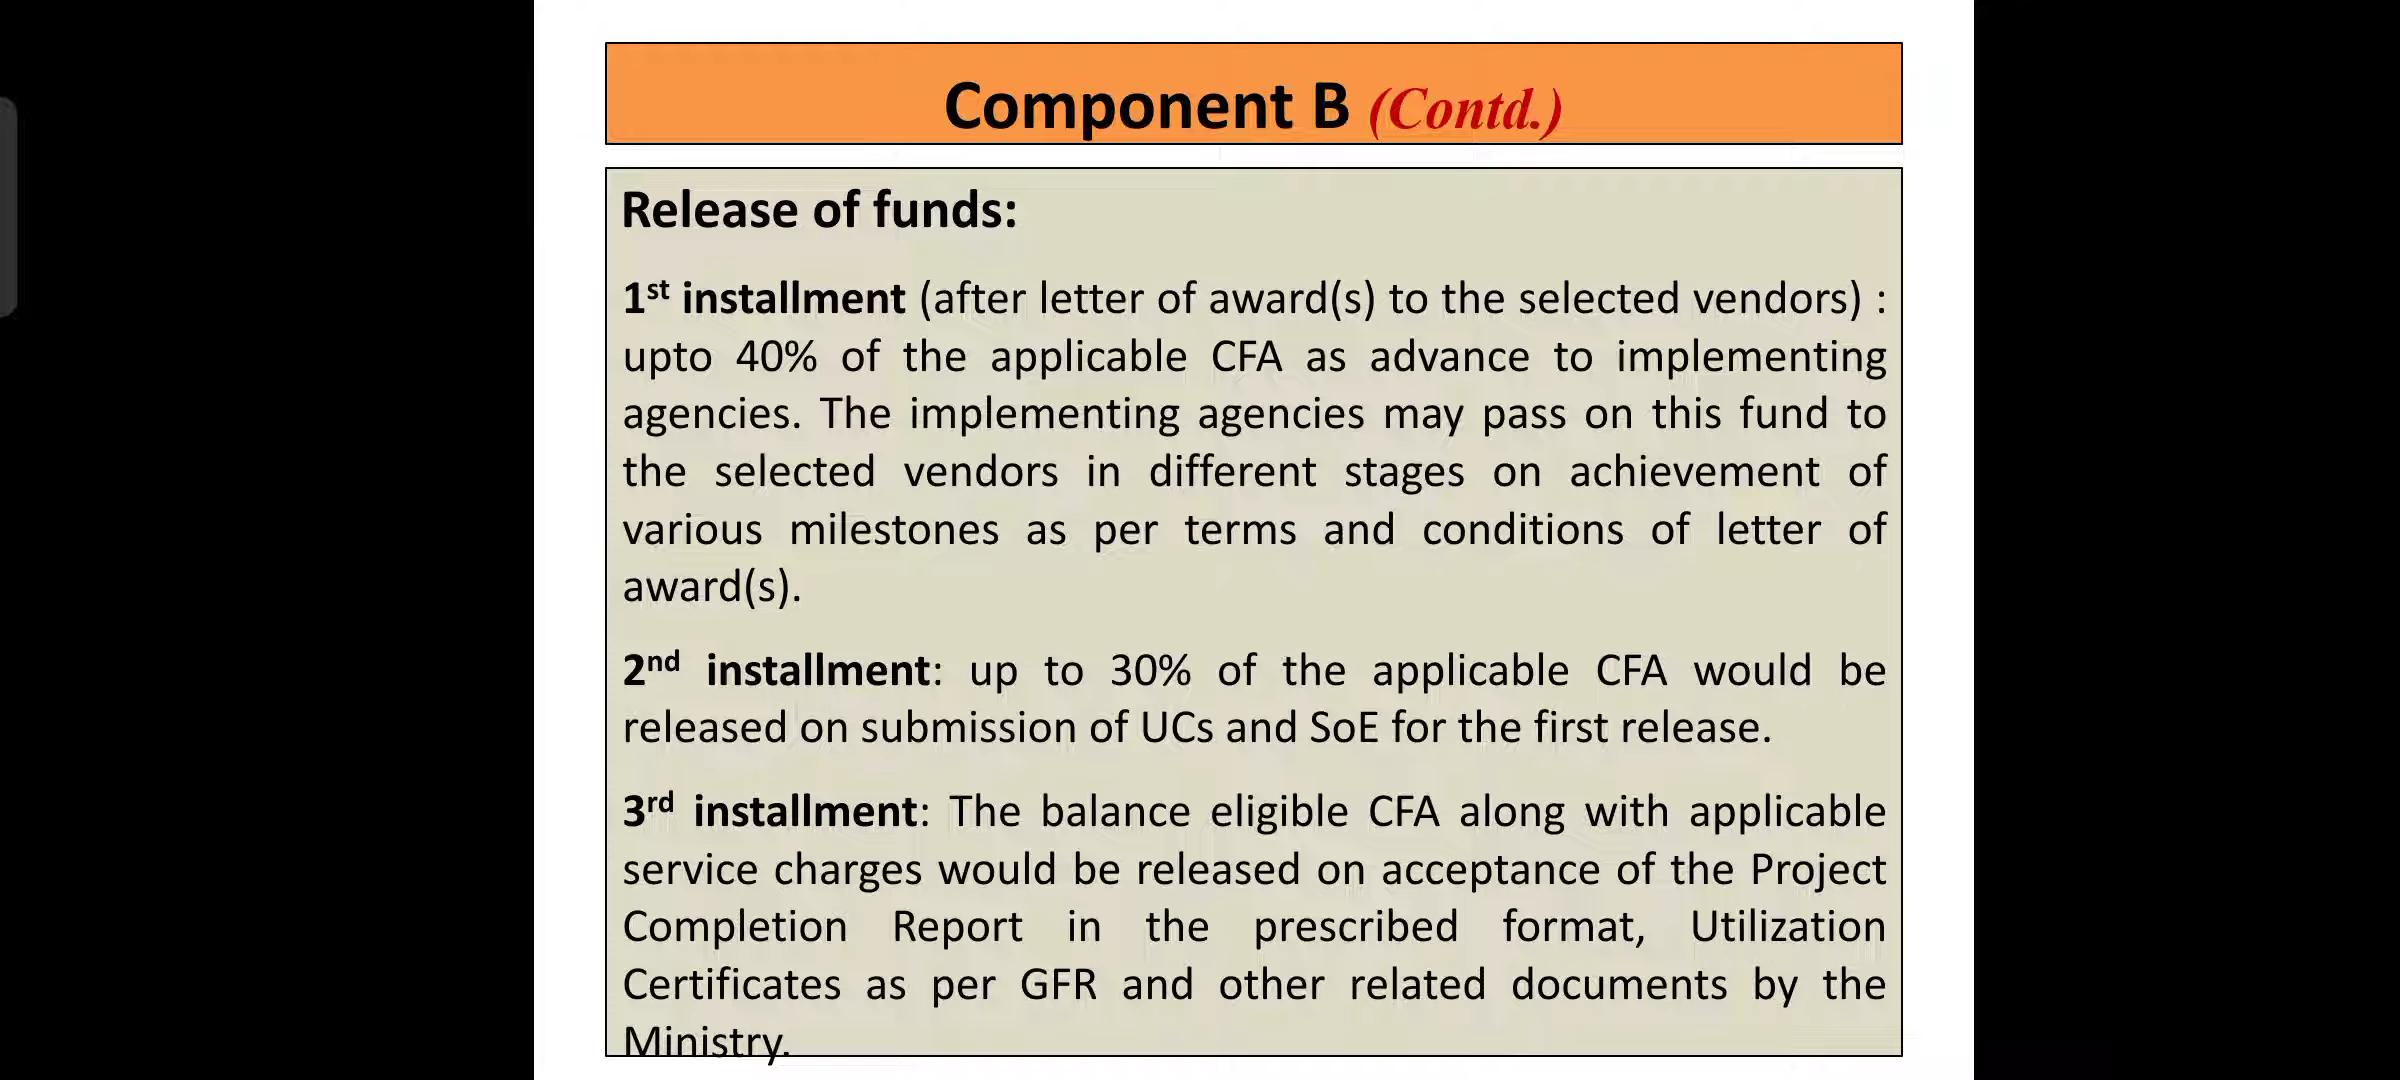 Component B (Contd.)
Release of funds:
1st installment (after letter of award(s) to the selected vendors) :
upto 40% of the applicable CFA as advance to implementing
agencies. The implementing agencies may pass on this fund to
the selected vendors in different stages on achievement of
various milestones as per terms and conditions of letter of
award(s).
2nd installment: up to 30% of the applicable CFA would be
released on submission of UCs and SoE for the first release.
3rd installment: The balance eligible CFA along with applicable
service charges would be released on acceptance of the Project
Completion Report in the prescribed format, Utilization
Certificates as per GFR and other related documents by the
Ministry.